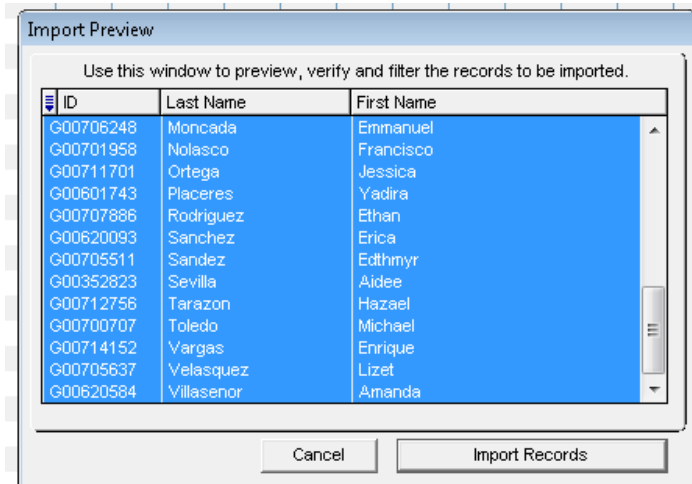 Import Preview
Use this window to preview, verify and filter the records to be imported.
ID Last Name First Name
G00706248 Moncada Emmanuel
G00701958 Nolasco Francisco
G00711701 Ortega Jessica
G00601743 Placeres Yadira
G00707886 Rodriguez Ethan
G00620093 Sanchez Erica
G00705511 Sandez Edthmyr
G00352823 Sevilla Aidee
G00712756 Tarazon Hazael
G00700707 Toledo Michael
G00714152 Vargas Enrique
G00705637 Velasquez Lizet
G00620584 Villasenor Amanda
Cancel Import Records